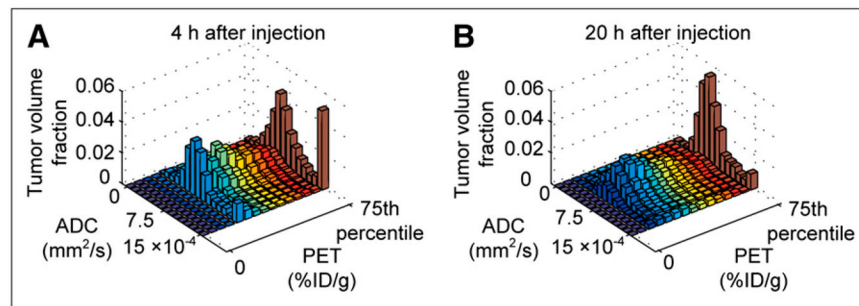 A
4 h after injection
Tumor volume
fraction
0.06
0.04
0.02
0
0
7.5
15 ×10⁻⁴
ADC
(mm²/s)
0
75th
percentile
PET
(%ID/g)
B
20 h after injection
Tumor volume
fraction
0.06
0.04
0.02
0
0
7.5
15 ×10⁻⁴
ADC
(mm²/s)
0
75th
percentile
PET
(%ID/g)